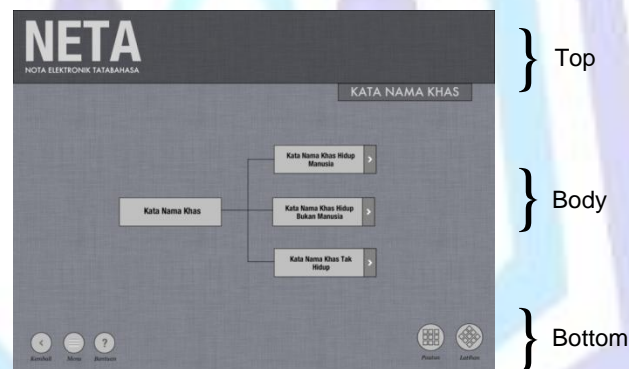 NETA
NOTA ELEKTRONIK TATABAHASA
Top
KATA NAMA KHAS
Kata Nama Khas Hidup
Manusia
Kata Nama Khas
Kata Nama Khas Hidup
Bukan Manusia
Body
Kata Nama Khas Tak
Hidup
Kembali
Menu
?
Bantuan
Pautan
Latihan
Bottom